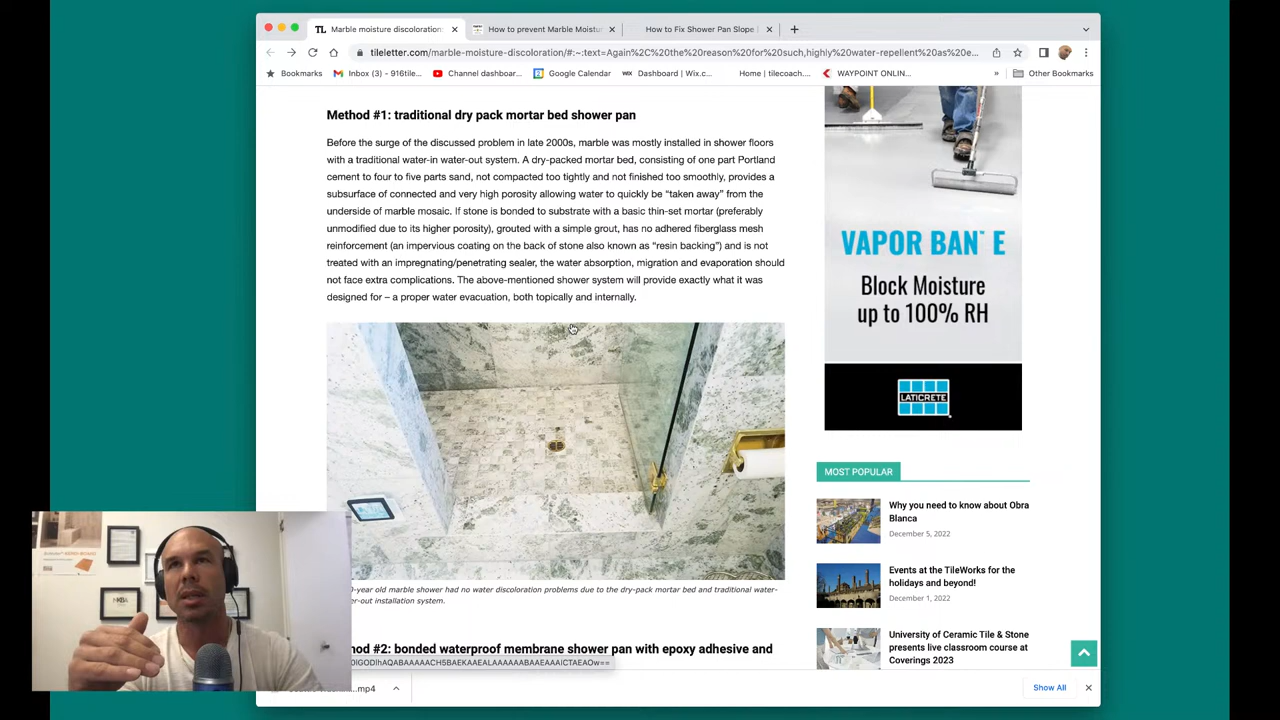 TL Marble moisture discoloration
How to prevent Marble Moistu
How to Fix Shower Pan Slope |
tileletter.com/marble-moisture-discoloration/#:~:text=Again%2C%20the%20reason%20for%20such,highly%20water-repellent%20as%20e...
Bookmarks
Inbox (3) - 916tile...
Channel dashboard...
Google Calendar
WIX Dashboard | Wix.c...
Home | tilecoach....
WAYPOINT ONLIN...
»
Other Bookmarks
Method #1: traditional dry pack mortar bed shower pan
Before the surge of the discussed problem in late 2000s, marble was mostly installed in shower floors
with a traditional water-in water-out system. A dry-packed mortar bed, consisting of one part Portland
cement to four to five parts sand, not compacted too tightly and not finished too smoothly, provides a
subsurface of connected and very high porosity allowing water to quickly be “taken away” from the
underside of marble mosaic. If stone is bonded to substrate with a basic thin-set mortar (preferably
unmodified due to its higher porosity), grouted with a simple grout, has no adhered fiberglass mesh
reinforcement (an impervious coating on the back of stone also known as “resin backing”) and is not
treated with an impregnating/penetrating sealer, the water absorption, migration and evaporation should
not face extra complications. The above-mentioned shower system will provide exactly what it was
designed for – a proper water evacuation, both topically and internally.
0-year old marble shower had no water discoloration problems due to the dry-pack mortar bed and traditional water-
er-out installation system.
od #2: bonded waterproof membrane shower pan with epoxy adhesive and
VAPOR BAN™ E
Block Moisture
up to 100% RH
LATICRETE
MOST POPULAR
Why you need to know about Obra
Blanca
December 5, 2022
Events at the TileWorks for the
holidays and beyond!
December 1, 2022
University of Ceramic Tile & Stone
presents live classroom course at
Coverings 2023
...mp4
Show All
NKBA